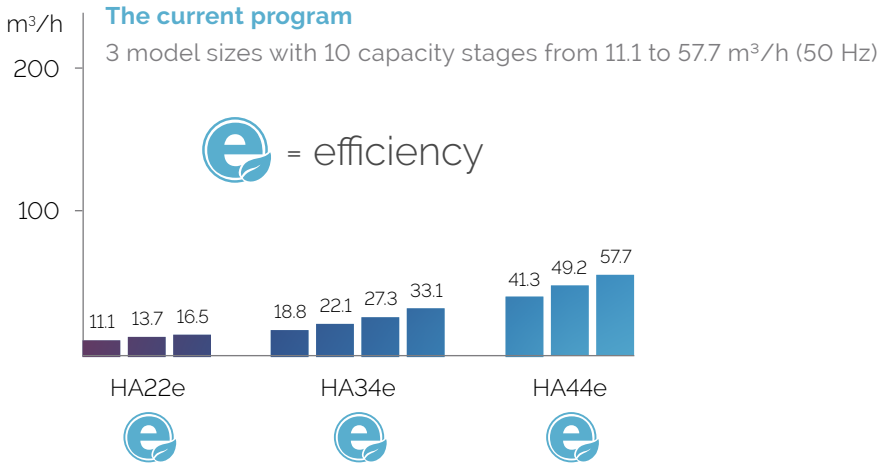 The current program
m³/h
3 model sizes with 10 capacity stages from 11.1 to 57.7 m³/h (50 Hz)
200
e = efficiency
100
11.1 13.7 16.5 18.8 22.1 27.3 33.1 41.3 49.2 57.7
HA22e HA34e HA44e
e e e